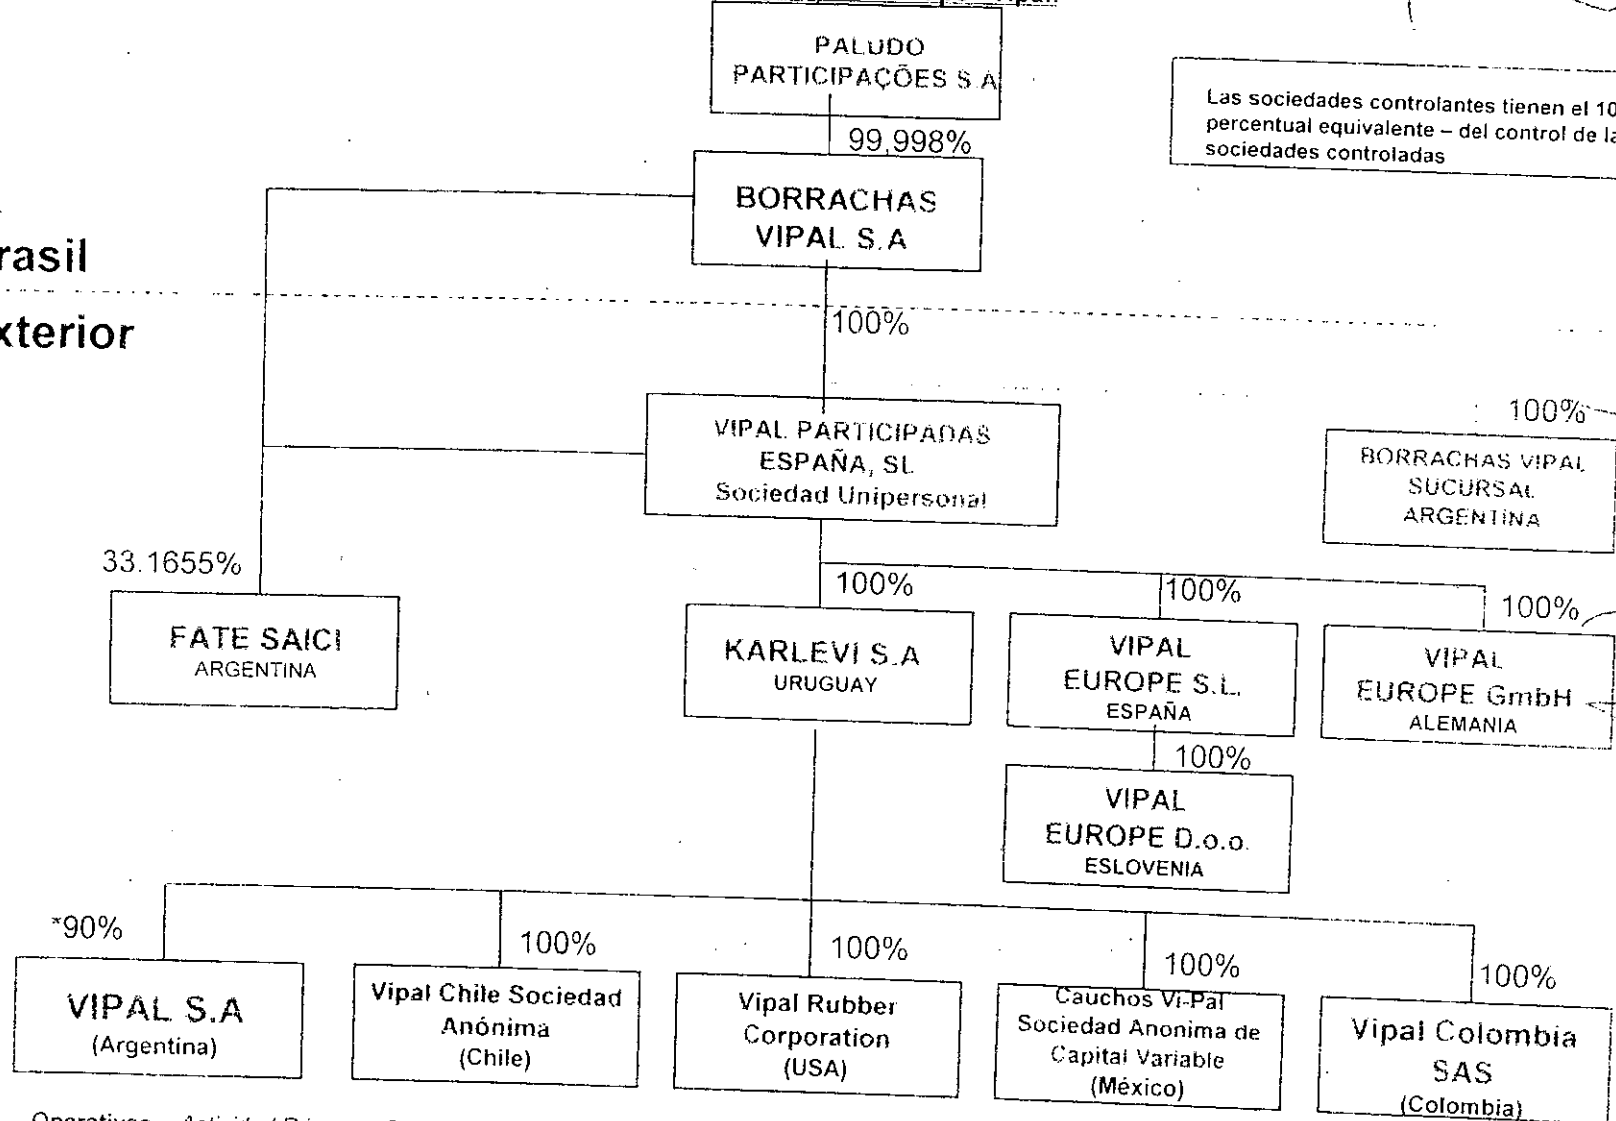 PALUDO
PARTICIPAÇÕES S.A
Las sociedades controlantes tienen el 10
percentual equivalente – del control de la
sociedades controladas
99,998%
BORRACHAS
VIPAL S.A
rasil
xterior
100%
VIPAL PARTICIPADAS
ESPAÑA, SL
Sociedad Unipersonal
100%
BORRACHAS VIPAL
SUCURSAL
ARGENTINA
33.1655%
FATE SAICI
ARGENTINA
100%
KARLEVI S.A
URUGUAY
100%
VIPAL
EUROPE S.L.
ESPAÑA
100%
VIPAL
EUROPE GmbH
ALEMANIA
100%
VIPAL
EUROPE D.o.o.
ESLOVENIA
*90%
VIPAL S.A
(Argentina)
100%
Vipal Chile Sociedad
Anónima
(Chile)
100%
Vipal Rubber
Corporation
(USA)
100%
Cauchos Vi-Pal
Sociedad Anonima de
Capital Variable
(México)
100%
Vipal Colombia
SAS
(Colombia)